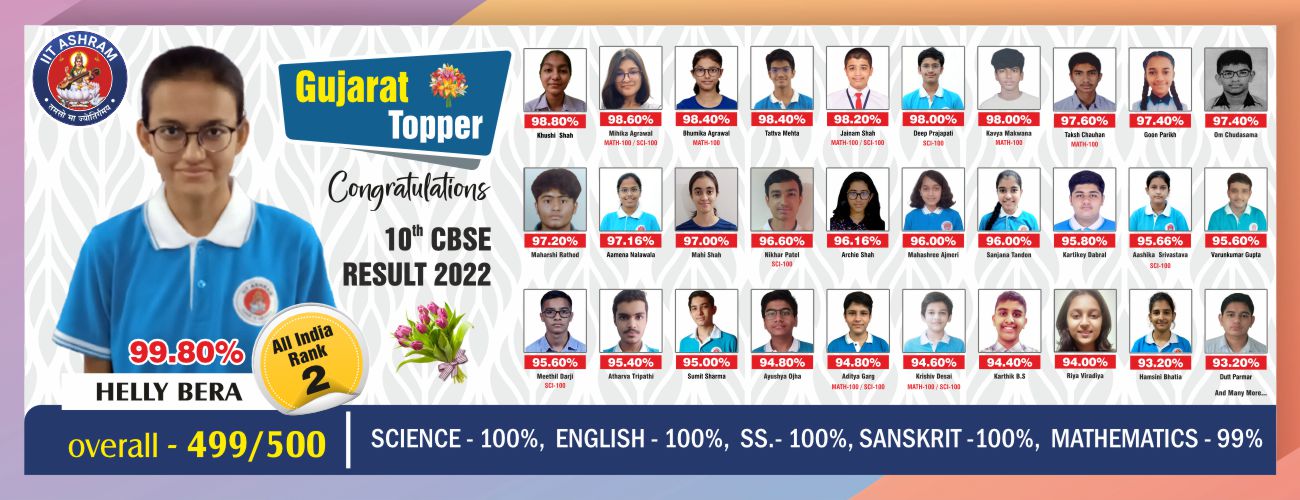 IIT ASHRAM
तमसो मा ज्योतिर्गमय
Gujarat
Topper
Congratulations
10th CBSE
RESULT 2022
99.80%
HELLY BERA
All India
Rank
2
98.80%
Khushi Shah
98.60%
Mihika Agrawal
MATH-100 / SCI-100
98.40%
Bhumika Agrawal
MATH-100
98.40%
Tattva Mehta
98.20%
Jainam Shah
MATH-100 / SCI-100
98.00%
Deep Prajapati
SCI-100
98.00%
Kavya Makwana
MATH-100
97.60%
Taksh Chauhan
MATH-100
97.40%
Goon Parikh
97.40%
Om Chudasama
97.20%
Maharshi Rathod
97.16%
Aamena Nalawala
97.00%
Mahi Shah
96.60%
Nikhar Patel
SCI-100
96.16%
Archie Shah
96.00%
Mahashree Ajmeri
96.00%
Sanjana Tandon
95.80%
Kartikey Dabral
95.66%
Aashika Srivastava
SCI-100
95.60%
Varunkumar Gupta
95.60%
Meethil Darji
SCI-100
95.40%
Atharva Tripathi
95.00%
Sumit Sharma
94.80%
Ayushya Ojha
94.80%
Aditya Garg
MATH-100 / SCI-100
94.60%
Krishiv Desai
MATH-100 / SCI-100
94.40%
Karthik B.S
94.00%
Riya Viradiya
93.20%
Hamsini Bhatia
93.20%
Dutt Parmar
And Many More...
overall - 499/500
SCIENCE - 100%, ENGLISH - 100%, SS.- 100%, SANSKRIT -100%, MATHEMATICS - 99%